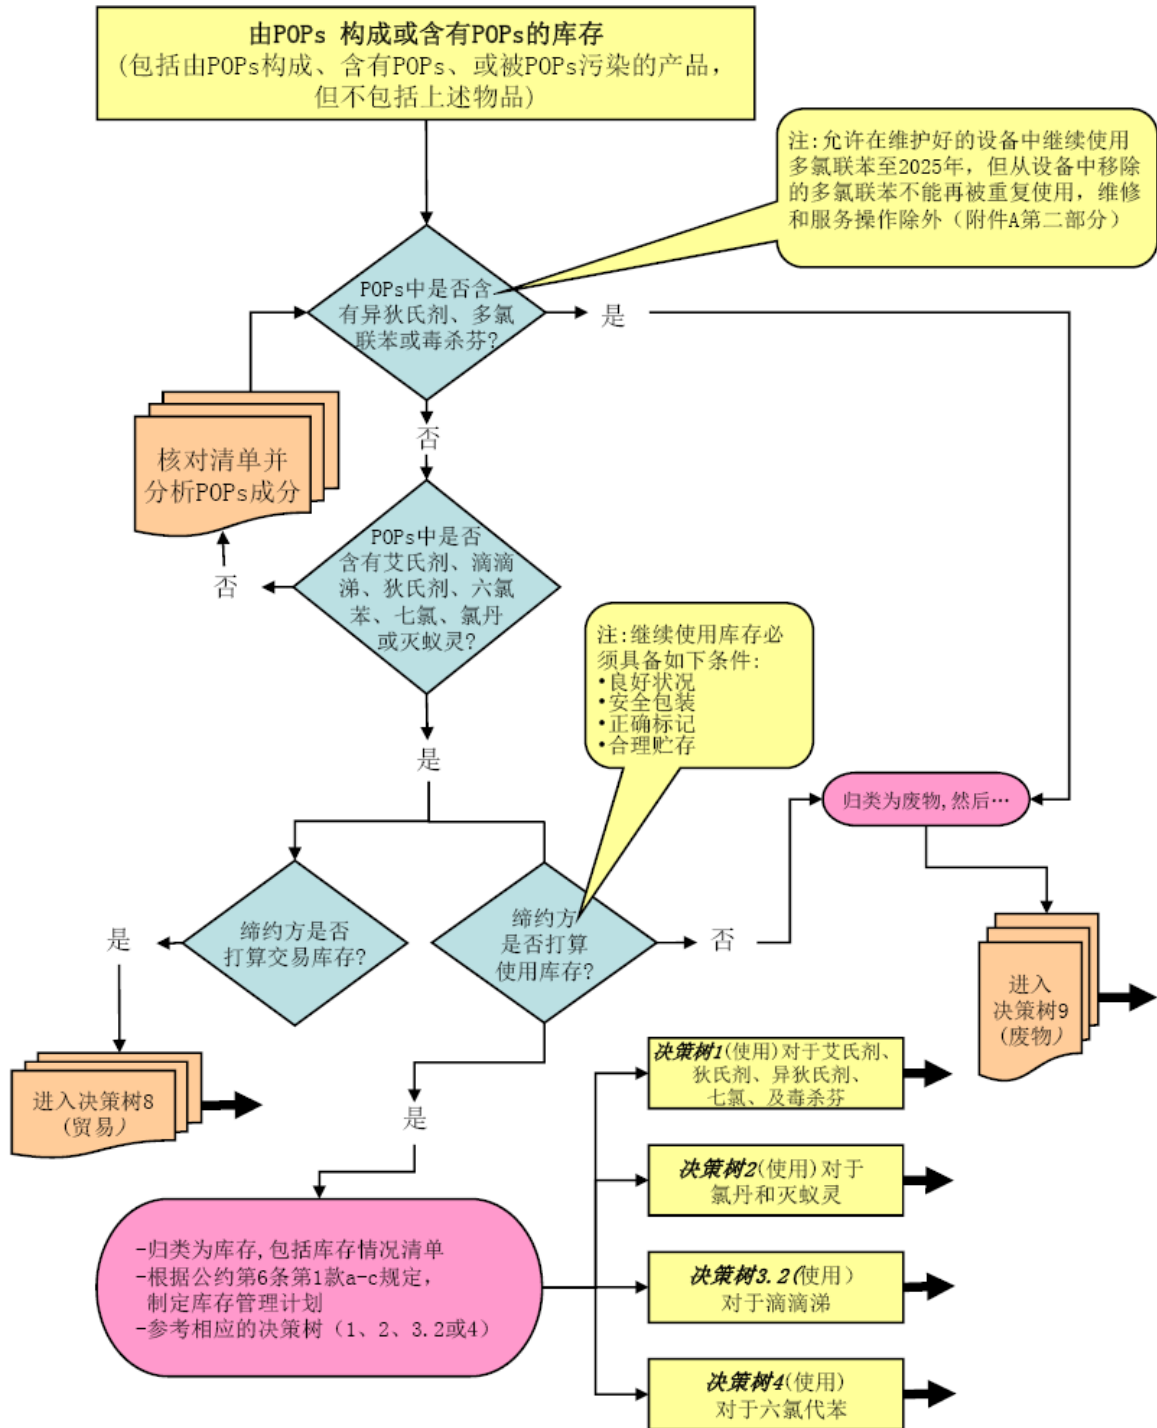 由POPs 构成或含有POPs的库存
(包括由POPs构成、含有POPs、或被POPs污染的产品，
但不包括上述物品)
注:允许在维护好的设备中继续使用
多氯联苯至2025年，但从设备中移除
的多氯联苯不能再被重复使用，维修
和服务操作除外（附件A第二部分）
POPs中是否含
有异狄氏剂、多氯
联苯或毒杀芬?
是
否
核对清单并
分析POPs成分
POPs中是否
含有艾氏剂、滴滴
涕、狄氏剂、六氯
苯、七氯、氯丹
或灭蚁灵?
否
是
注:继续使用库存必
须具备如下条件:
•良好状况
•安全包装
•正确标记
•合理贮存
归类为废物,然后…
缔约方是否
打算交易库存?
是
缔约方
是否打算
使用库存?
否
进入
决策树9
(废物)
进入决策树8
(贸易)
是
决策树1(使用)对于艾氏剂、
狄氏剂、异狄氏剂、
七氯、及毒杀芬
决策树2(使用)对于
氯丹和灭蚁灵
-归类为库存,包括库存情况清单
-根据公约第6条第1款a-c规定，
制定库存管理计划
-参考相应的决策树（1、2、3.2或4）
决策树3.2(使用）
对于滴滴涕
决策树4(使用)
对于六氯代苯